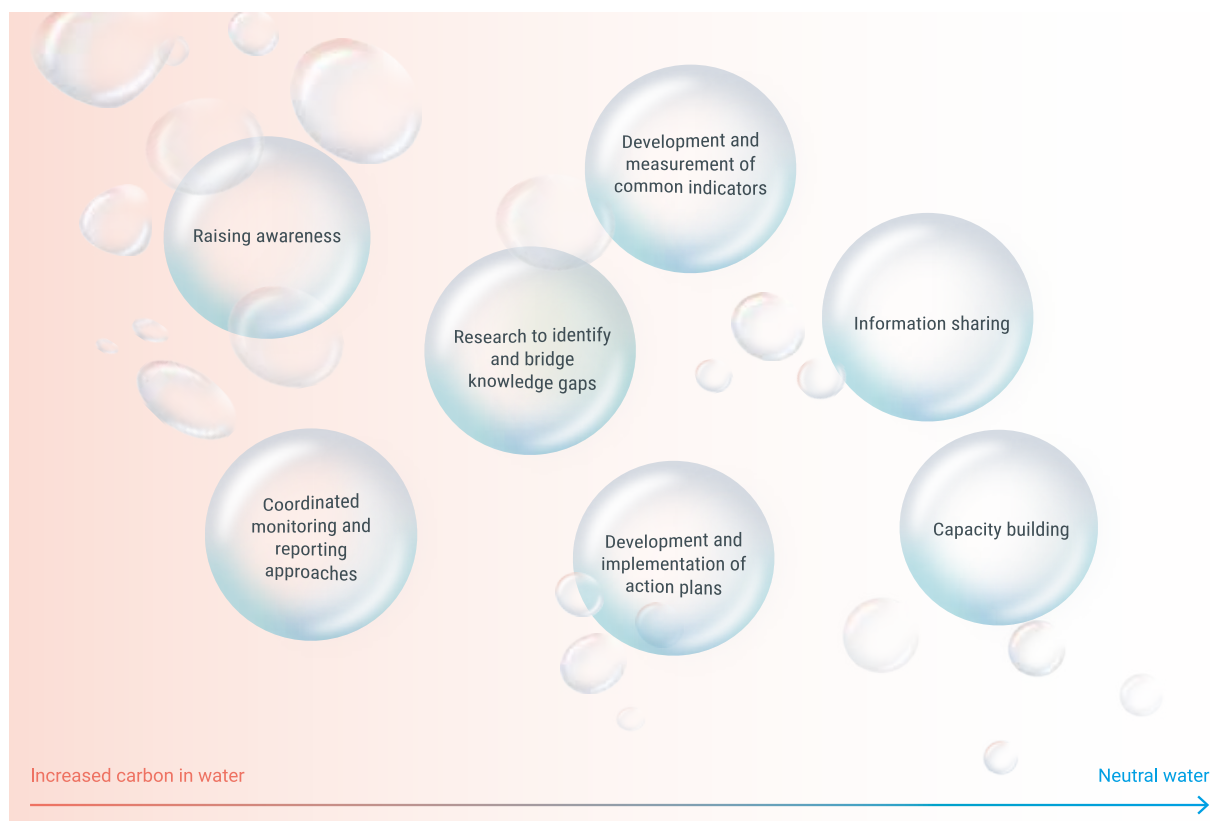 Raising awareness
Coordinated
monitoring and
reporting
approaches
Research to identify
and bridge
knowledge gaps
Development and
measurement of
common indicators
Development and
implementation of
action plans
Information sharing
Capacity building
Increased carbon in water
Neutral water